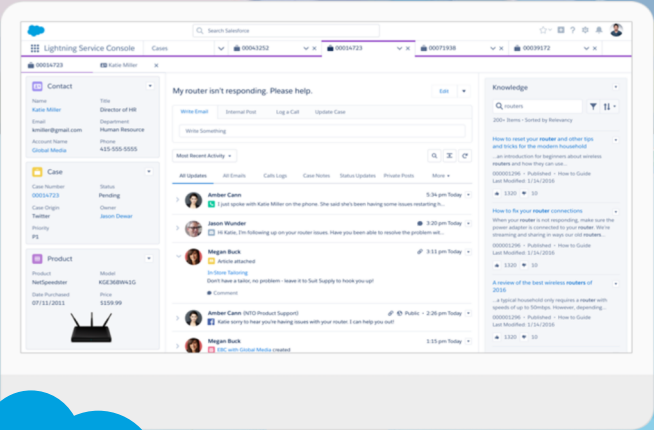 Search Salesforce
Lightning Service Console
Cases
00043252
00014723
00071938
00039172
00014723
Katie Miller
Contact
Name
Title
Katie Miller
Director of HR
Email
Department
kmiller@gmail.com
Human Resource
Account Name
Phone
Global Media
415-555-5555
Case
Case Number
Status
00014723
Pending
Case Origin
Owner
Twitter
Jason Dewar
Priority
P5
Product
Product
Model
NetSpeedster
KGE368W41G
Date Purchased
Price
07/11/2011
$159.99
My router isn't responding. Please help.
Edit
Write Email
Internal Post
Log a Call
Update Case
Write Something
Most Recent Activity
All Updates
All Emails
Calls Logs
Case Notes
Status Updates
Private Posts
More
Amber Cann
5:34 pm Today
I just spoke with Katie Miller on the phone. She said she's been having some issues restarting h...
Jason Wunder
3:20 pm Today
Hi Katie, I'm following up on your router issues. Have you been able to resolve the problem wit...
Megan Buck
3:11 pm Today
Article attached
In-Store Tailoring
Don't have a tailor, no problem - leave it to Suit Supply to hook you up!
Comment
Amber Cann (NTO Product Support)
Public • 2:26 pm Today
Katie sorry to hear you're having issues with your router. I can help you out!
Megan Buck
1:15 pm Today
EBC with Global Media created
Knowledge
routers
200+ Items • Sorted by Relevancy
How to reset your router and other tips
and tricks for the modern household
...an introduction for beginners about wireless
routers and how they can use...
000001296 • Published • How to Guide
Last Modified: 1/14/2016
1320
10
How to fix your router connections
When your router is not responding, make sure the
power adapter is connected to your router. We're
streaming and sharing in ways our old routers...
000001296 • Published • How to Guide
Last Modified: 1/14/2016
1320
10
A review of the best wireless routers of
2016
...a typical household only requires a router with
speeds of up to 50mbps. However, depending...
000001296 • Published • How to Guide
Last Modified: 1/14/2016
1320
10